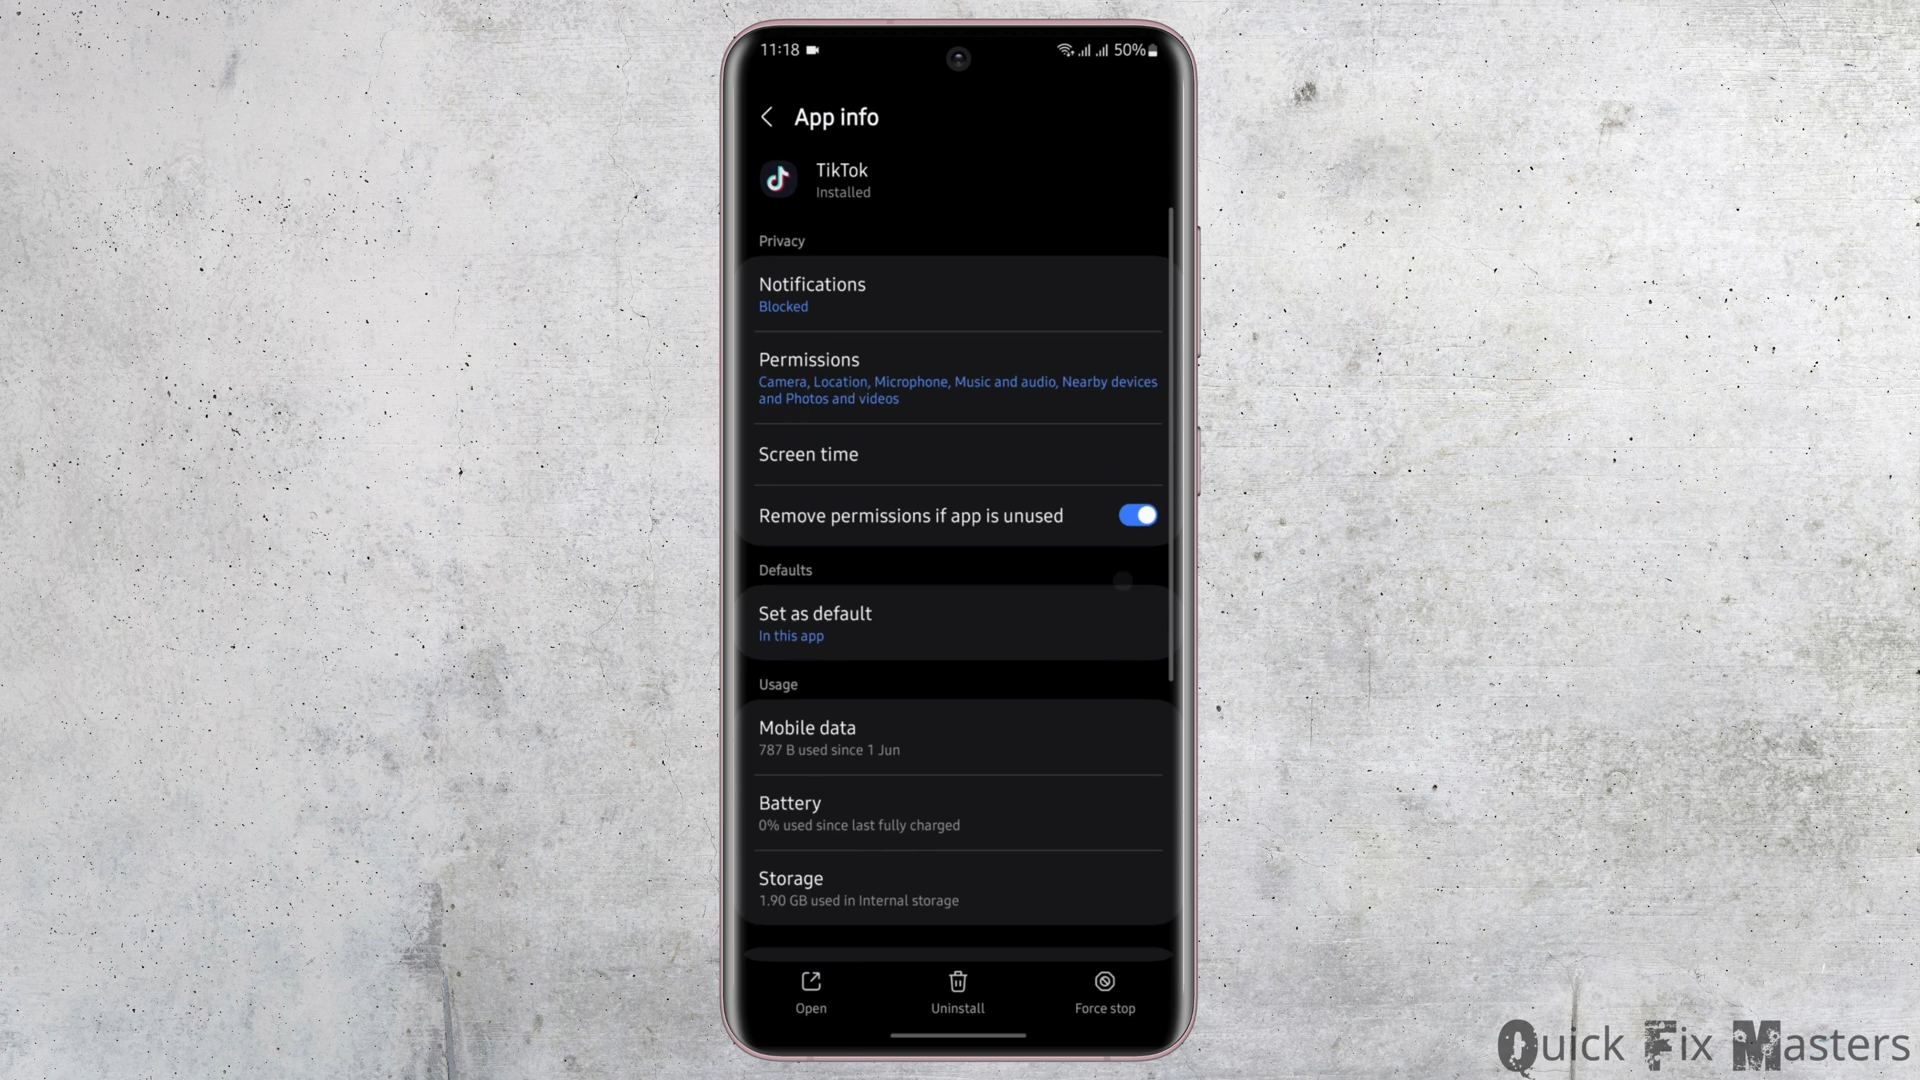 11:18
50%
App info
TikTok
Installed
Privacy
Notifications
Blocked
Permissions
Camera, Location, Microphone, Music and audio, Nearby devices
and Photos and videos
Screen time
Remove permissions if app is unused
Defaults
Set as default
In this app
Usage
Mobile data
787 B used since 1 Jun
Battery
0% used since last fully charged
Storage
1.90 GB used in Internal storage
Open
Uninstall
Force stop
Quick Fix Masters